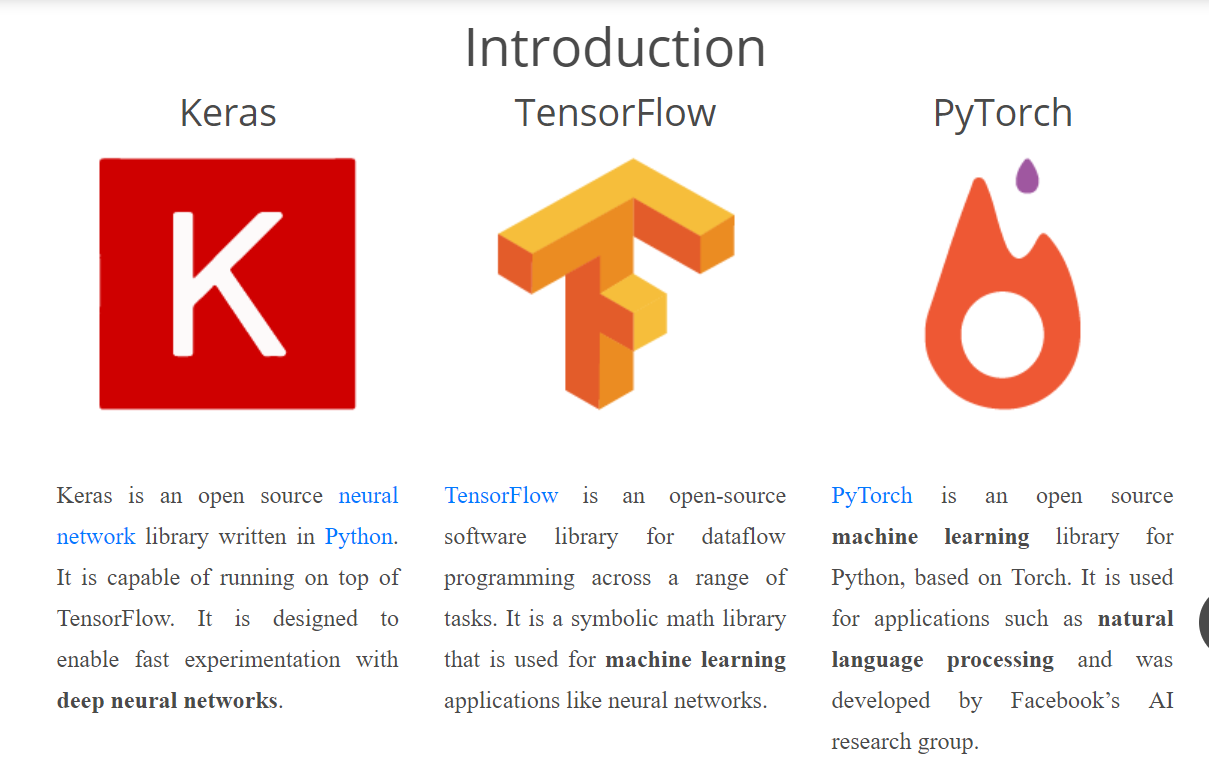 Introduction
Keras
TensorFlow
PyTorch
K
Keras is an open source neural
network library written in Python.
It is capable of running on top of
TensorFlow. It is designed to
enable fast experimentation with
deep neural networks.
TensorFlow is an open-source
software library for dataflow
programming across a range of
tasks. It is a symbolic math library
that is used for machine learning
applications like neural networks.
PyTorch is an open source
machine learning library for
Python, based on Torch. It is used
for applications such as natural
language processing and was
developed by Facebook’s AI
research group.